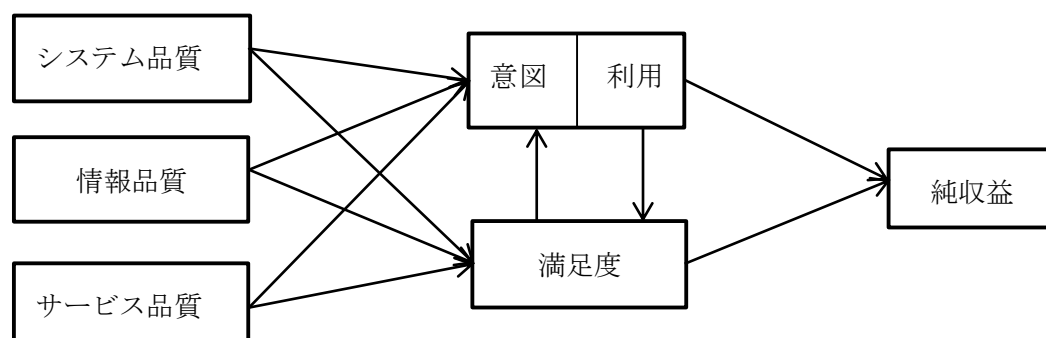 システム品質
情報品質
サービス品質
意図
利用
満足度
純収益